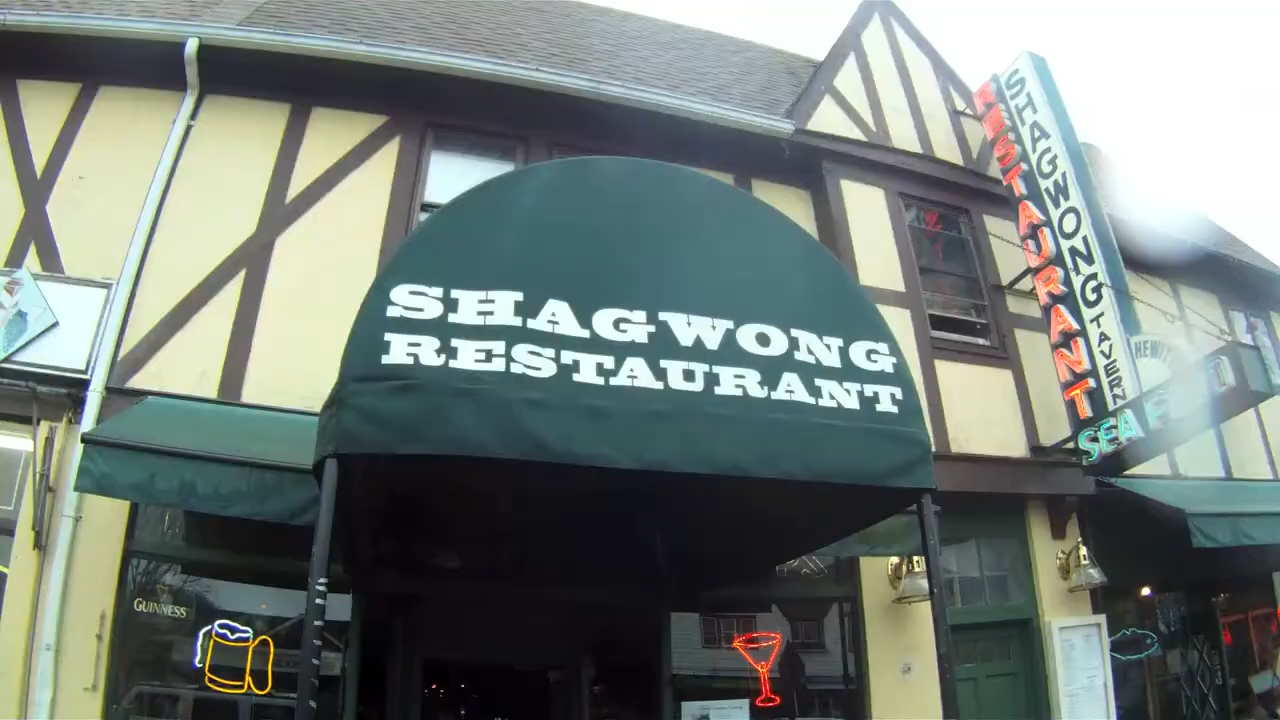 SHAGWONG
RESTAURANT
SHAGWONG TAVERN
RESTAURANT
SEA
GUINNESS